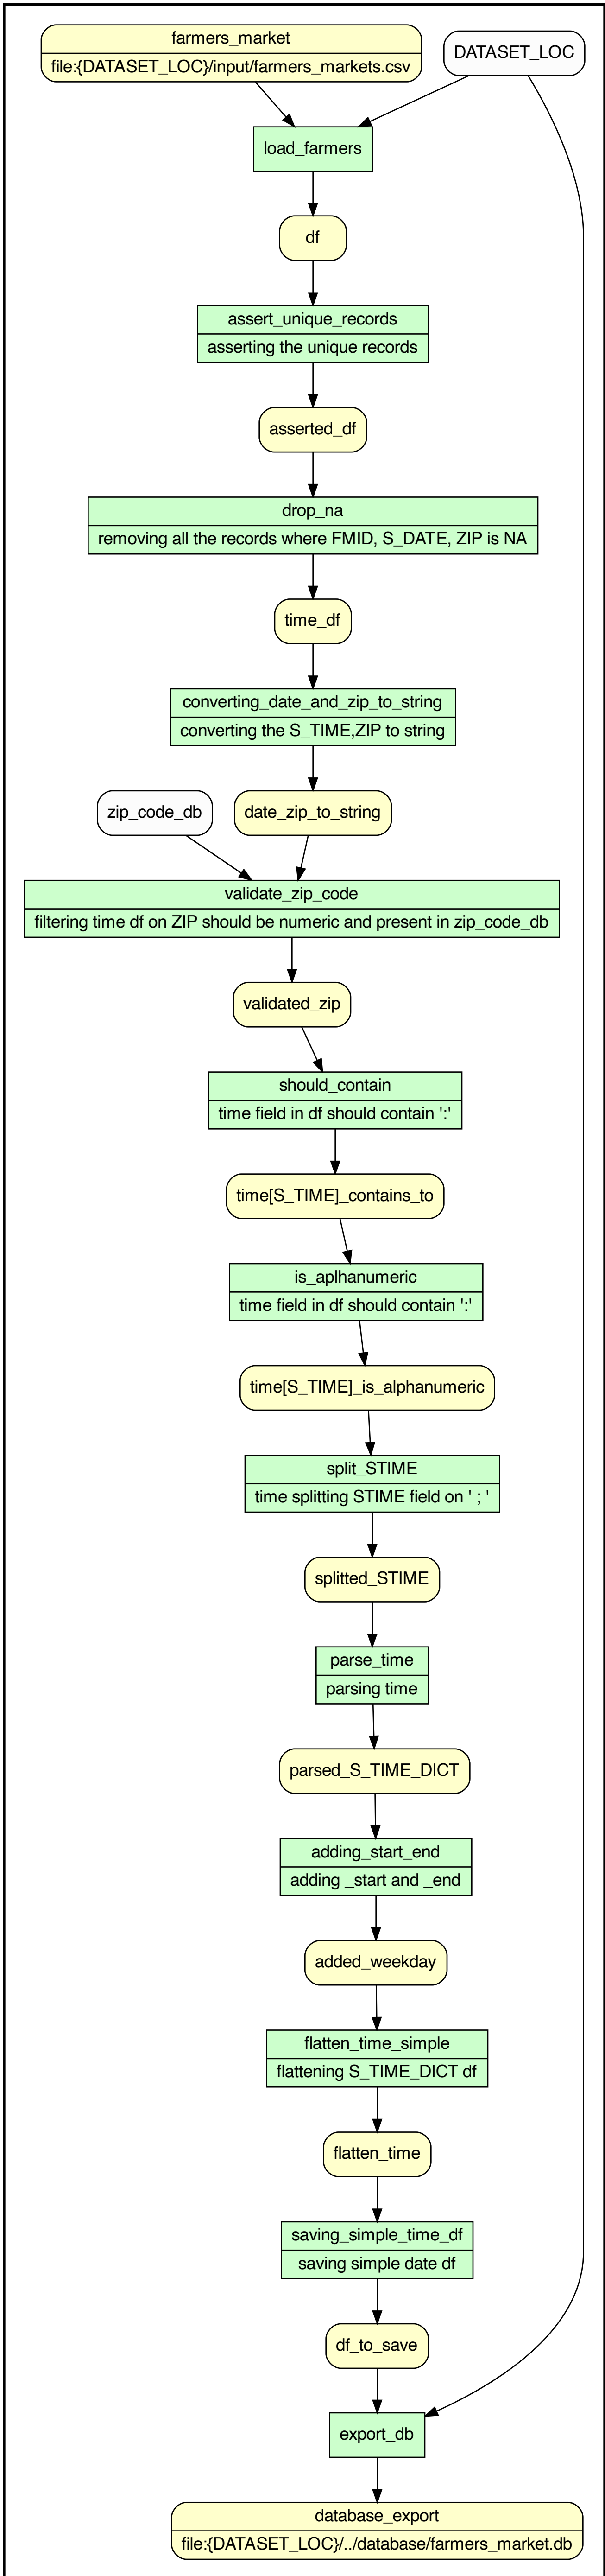 farmers_market
file:{DATASET_LOC}/input/farmers_markets.csv
DATASET_LOC
load_farmers
df
assert_unique_records
asserting the unique records
asserted_df
drop_na
removing all the records where FMID, S_DATE, ZIP is NA
time_df
converting_date_and_zip_to_string
converting the S_TIME,ZIP to string
zip_code_db
date_zip_to_string
validate_zip_code
filtering time df on ZIP should be numeric and present in zip_code_db
validated_zip
should_contain
time field in df should contain ':'
time[S_TIME]_contains_to
is_aplhanumeric
time field in df should contain ':'
time[S_TIME]_is_alphanumeric
split_STIME
time splitting STIME field on ' ; '
splitted_STIME
parse_time
parsing time
parsed_S_TIME_DICT
adding_start_end
adding _start and _end
added_weekday
flatten_time_simple
flattening S_TIME_DICT df
flatten_time
saving_simple_time_df
saving simple date df
df_to_save
export_db
database_export
file:{DATASET_LOC}/../database/farmers_market.db